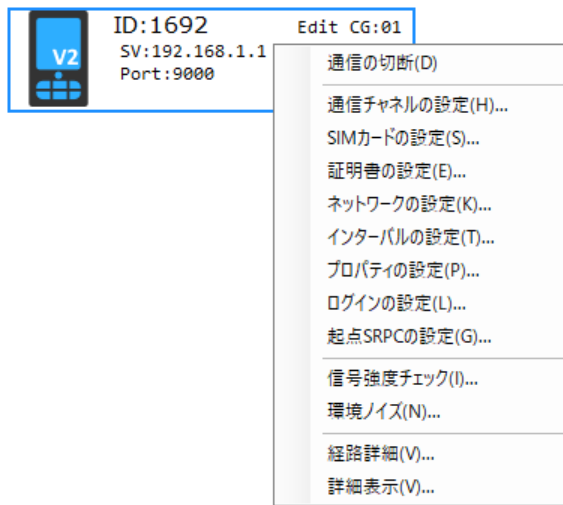 ID:1692
Edit CG:01
V2
SV:192.168.1.1
Port:9000
通信の切断(D)
通信チャネルの設定(H)...
SIMカードの設定(S)...
証明書の設定(E)...
ネットワークの設定(K)...
インターバルの設定(T)...
プロパティの設定(P)...
ログインの設定(L)...
起点SRPCの設定(G)...
信号強度チェック(I)...
環境ノイズ(N)...
経路詳細(V)...
詳細表示(V)...